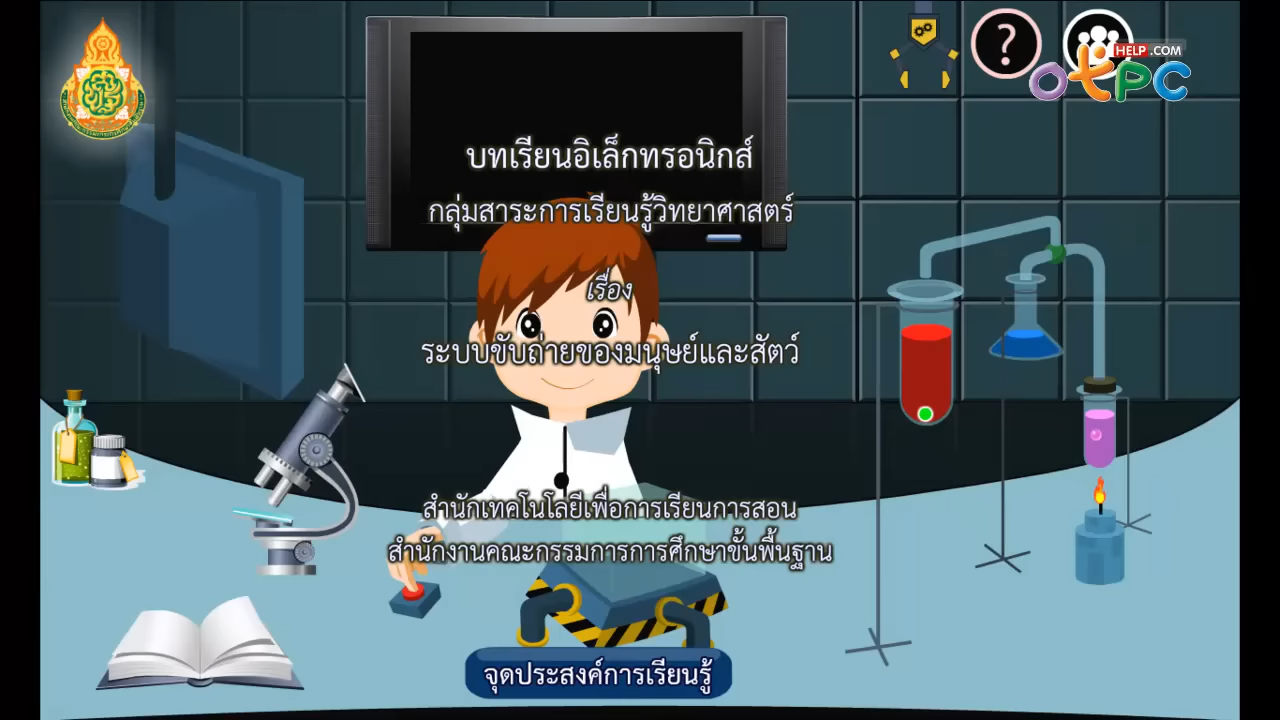 HELP .COM
otpc
?
บทเรียนอิเล็กทรอนิกส์
กลุ่มสาระการเรียนรู้วิทยาศาสตร์
เรื่อง
ระบบขับถ่ายของมนุษย์และสัตว์
สำนักเทคโนโลยีเพื่อการเรียนการสอน
สำนักงานคณะกรรมการการศึกษาขั้นพื้นฐาน
จุดประสงค์การเรียนรู้